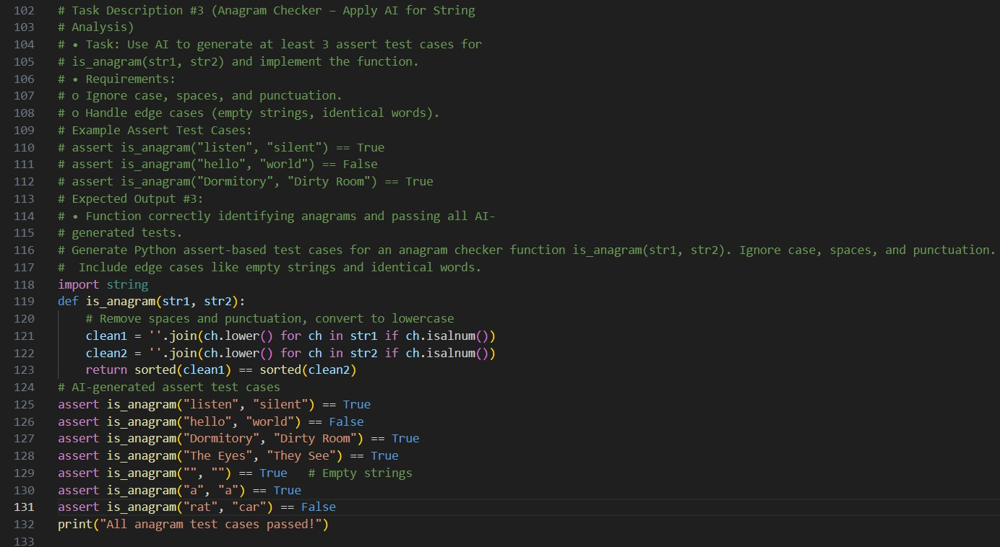 102 # Task Description #3 (Anagram Checker – Apply AI for String
103 # Analysis)
104 # • Task: Use AI to generate at least 3 assert test cases for
105 # is_anagram(str1, str2) and implement the function.
106 # • Requirements:
107 # o Ignore case, spaces, and punctuation.
108 # o Handle edge cases (empty strings, identical words).
109 # Example Assert Test Cases:
110 # assert is_anagram("listen", "silent") == True
111 # assert is_anagram("hello", "world") == False
112 # assert is_anagram("Dormitory", "Dirty Room") == True
113 # Expected Output #3:
114 # • Function correctly identifying anagrams and passing all AI-
115 # generated tests.
116 # Generate Python assert-based test cases for an anagram checker function is_anagram(str1, str2). Ignore case, spaces, and punctuation.
117 #  Include edge cases like empty strings and identical words.
118 import string
119 def is_anagram(str1, str2):
120     # Remove spaces and punctuation, convert to lowercase
121     clean1 = ''.join(ch.lower() for ch in str1 if ch.isalnum())
122     clean2 = ''.join(ch.lower() for ch in str2 if ch.isalnum())
123     return sorted(clean1) == sorted(clean2)
124 # AI-generated assert test cases
125 assert is_anagram("listen", "silent") == True
126 assert is_anagram("hello", "world") == False
127 assert is_anagram("Dormitory", "Dirty Room") == True
128 assert is_anagram("The Eyes", "They See") == True
129 assert is_anagram("", "") == True   # Empty strings
130 assert is_anagram("a", "a") == True
131 assert is_anagram("rat", "car") == False
132 print("All anagram test cases passed!")
133